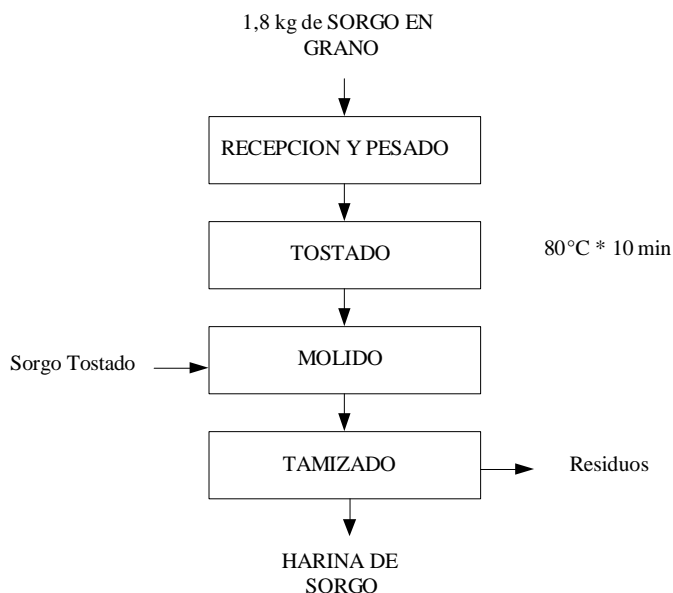 1,8 kg de SORGO EN
GRANO
RECEPCION Y PESADO
TOSTADO
80°C * 10 min
Sorgo Tostado
MOLIDO
TAMIZADO
Residuos
HARINA DE
SORGO